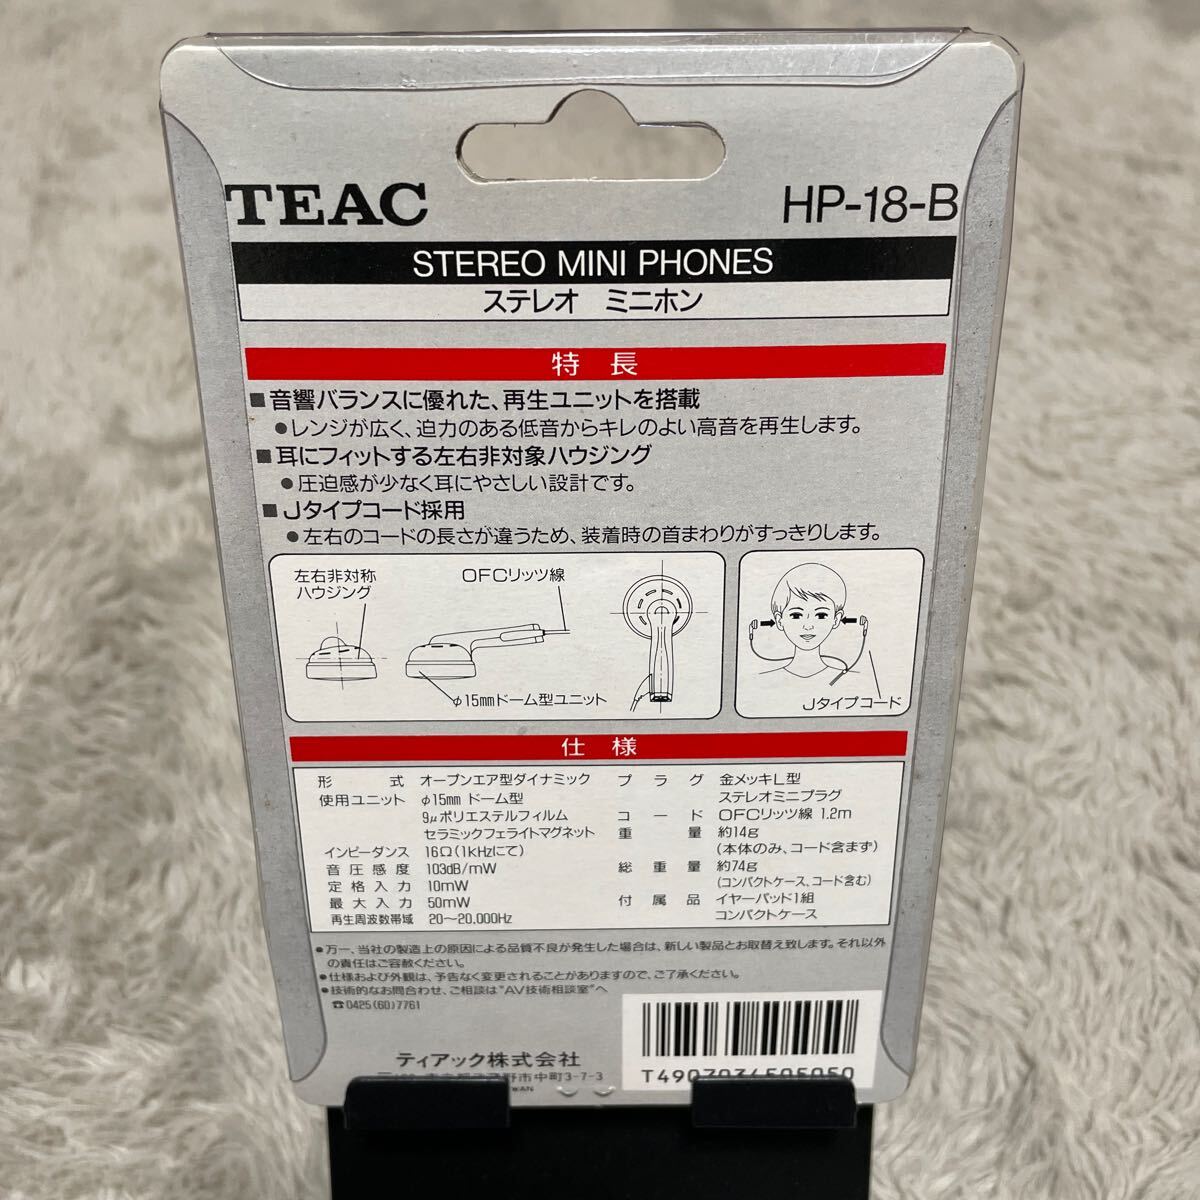 TEAC
HP-18-B
STEREO MINI PHONES
ステレオ ミニホン
特長
■音響バランスに優れた、再生ユニットを搭載
●レンジが広く、迫力のある低音からキレのよい高音を再生します。
■耳にフィットする左右非対象ハウジング
●圧迫感が少なく耳にやさしい設計です。
■Jタイプコード採用
●左右のコードの長さが違うため、装着時の首まわりがすっきりします。
左右非対称
ハウジング
OFCリッツ線
φ15mmドーム型ユニット
Jタイプコード
仕様
形式 オープンエア型ダイナミック
使用ユニット φ15mm ドーム型
9μポリエステルフィルム
セラミックフェライトマグネット
インピーダンス 16Ω(1kHzにて)
音圧感度 103dB/mW
定格入力 10mW
最大入力 50mW
再生周波数帯域 20〜20,000Hz
プラグ 金メッキL型
ステレオミニプラグ
コード OFCリッツ線 1.2m
重量 約14g
(本体のみ、コード含まず)
総重量 約74g
(コンパクトケース、コード含む)
付属品 イヤーパッド1組
コンパクトケース
●万一、当社の製造上の原因による品質不良が発生した場合は、新しい製品とお取替え致します。それ以外
の責任はご容赦ください。
●仕様および外観は、予告なく変更されることがありますので、ご了承ください。
●技術的なお問合わせ、ご相談は"AV技術相談室"へ
☎0425(60)7761
ティアック株式会社
野市中町3-7-3
T4907034505050